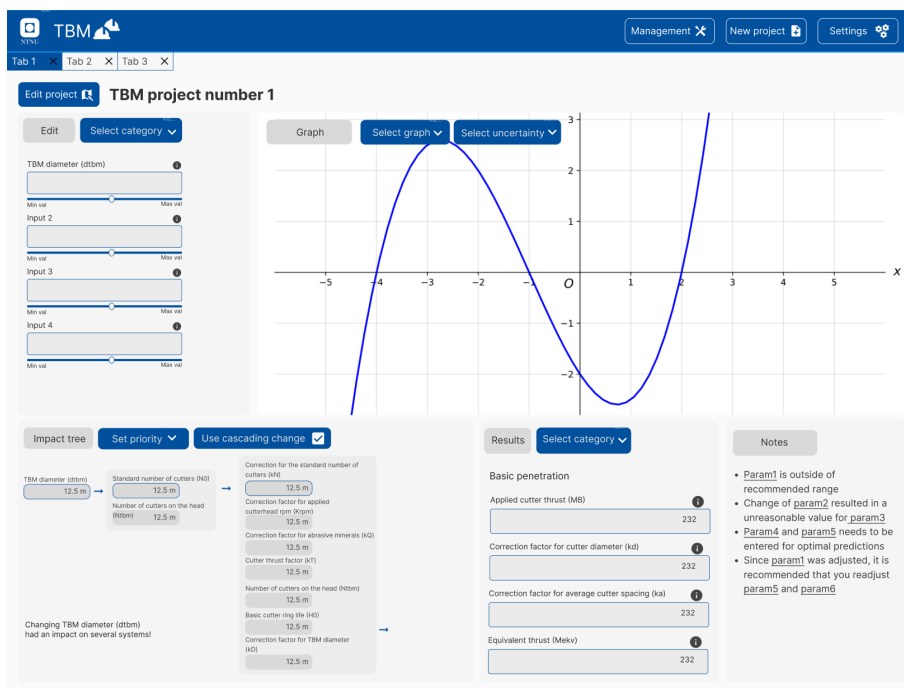 NTNU
TBM
Management
New project
Settings
Tab 1 X
Tab 2 X
Tab 3 X
Edit project
TBM project number 1
Edit
Select category
TBM diameter (dtbm)
Min val
Max val
Input 2
Min val
Max val
Input 3
Min val
Max val
Input 4
Min val
Max val
Graph
Select graph
Select uncertainty
3
2
1
−5 −4 −3 −2 −1 O 1 2 3 4 5 x
−1
−2
Impact tree
Set priority
Use cascading change
TBM diameter (dtbm)
12.5 m
Standard number of cutters (N0)
12.5 m
Number of cutters on the head
(Ntbm) 12.5 m
Correction for the standard number of
cutters (kN)
12.5 m
Correction factor for applied
cutterhead rpm (Krpm)
12.5 m
Correction factor for abrasive minerals (kQ)
12.5 m
Cutter thrust factor (kT)
12.5 m
Number of cutters on the head (Ntbm)
12.5 m
Basic cutter ring life (H0)
12.5 m
Correction factor for TBM diameter
(kD)
12.5 m
Changing TBM diameter (dtbm)
had an impact on several systems!
Results
Select category
Basic penetration
Applied cutter thrust (MB)
232
Correction factor for cutter diameter (kd)
232
Correction factor for average cutter spacing (ka)
232
Equivalent thrust (Mekv)
232
Notes
• Param1 is outside of
recommended range
• Change of param2 resulted in a
unreasonable value for param3
• Param4 and param5 needs to be
entered for optimal predictions
• Since param1 was adjusted, it is
recommended that you readjust
param5 and param6